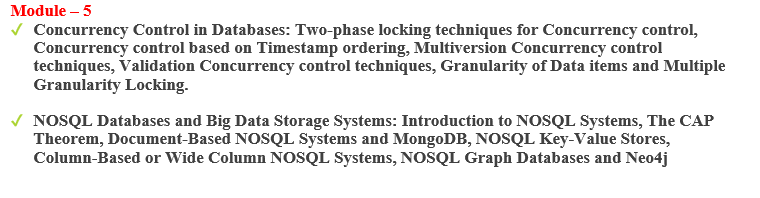 Module – 5
✓ Concurrency Control in Databases: Two-phase locking techniques for Concurrency control,
Concurrency control based on Timestamp ordering, Multiversion Concurrency control
techniques, Validation Concurrency control techniques, Granularity of Data items and Multiple
Granularity Locking.
✓ NOSQL Databases and Big Data Storage Systems: Introduction to NOSQL Systems, The CAP
Theorem, Document-Based NOSQL Systems and MongoDB, NOSQL Key-Value Stores,
Column-Based or Wide Column NOSQL Systems, NOSQL Graph Databases and Neo4j